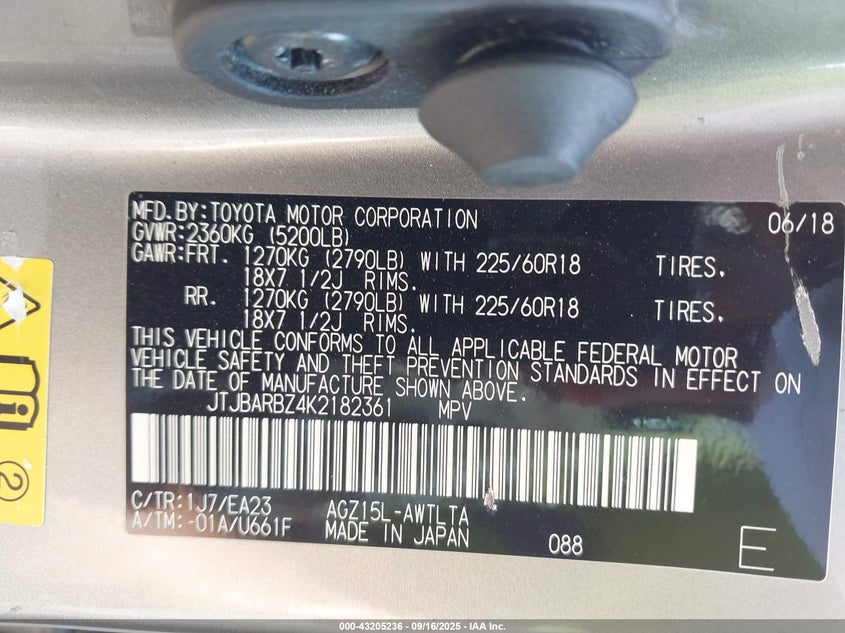 MFD.BY:TOYOTA MOTOR CORPORATION 06/18
GVWR:2360KG (5200LB)
GAWR:FRT. 1270KG (2790LB) WITH 225/60R18 TIRES.
18X7 1/2J RIMS.
RR. 1270KG (2790LB) WITH 225/60R18 TIRES.
18X7 1/2J RIMS.
THIS VEHICLE CONFORMS TO ALL APPLICABLE FEDERAL MOTOR
VEHICLE SAFETY AND THEFT PREVENTION STANDARDS IN EFFECT ON
THE DATE OF MANUFACTURE SHOWN ABOVE.
JTJBARBZ4K2182361 MPV
C/TR:1J7/EA23 AGZ15L-AWTLTA
A/TM:-01A/U661F MADE IN JAPAN 088 E
2
000-43205236 - 09/16/2025 - IAA Inc.